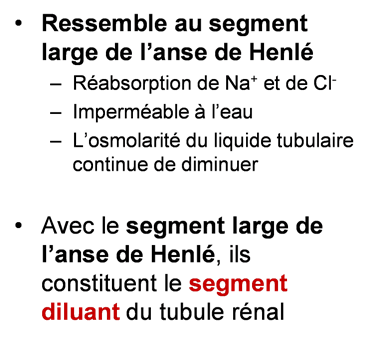 • Ressemble au segment
large de l'anse de Henlé
– Réabsorption de Na⁺ et de Cl⁻
– Imperméable à l'eau
– L'osmolarité du liquide tubulaire
continue de diminuer
• Avec le segment large de
l'anse de Henlé, ils
constituent le segment
diluant du tubule rénal